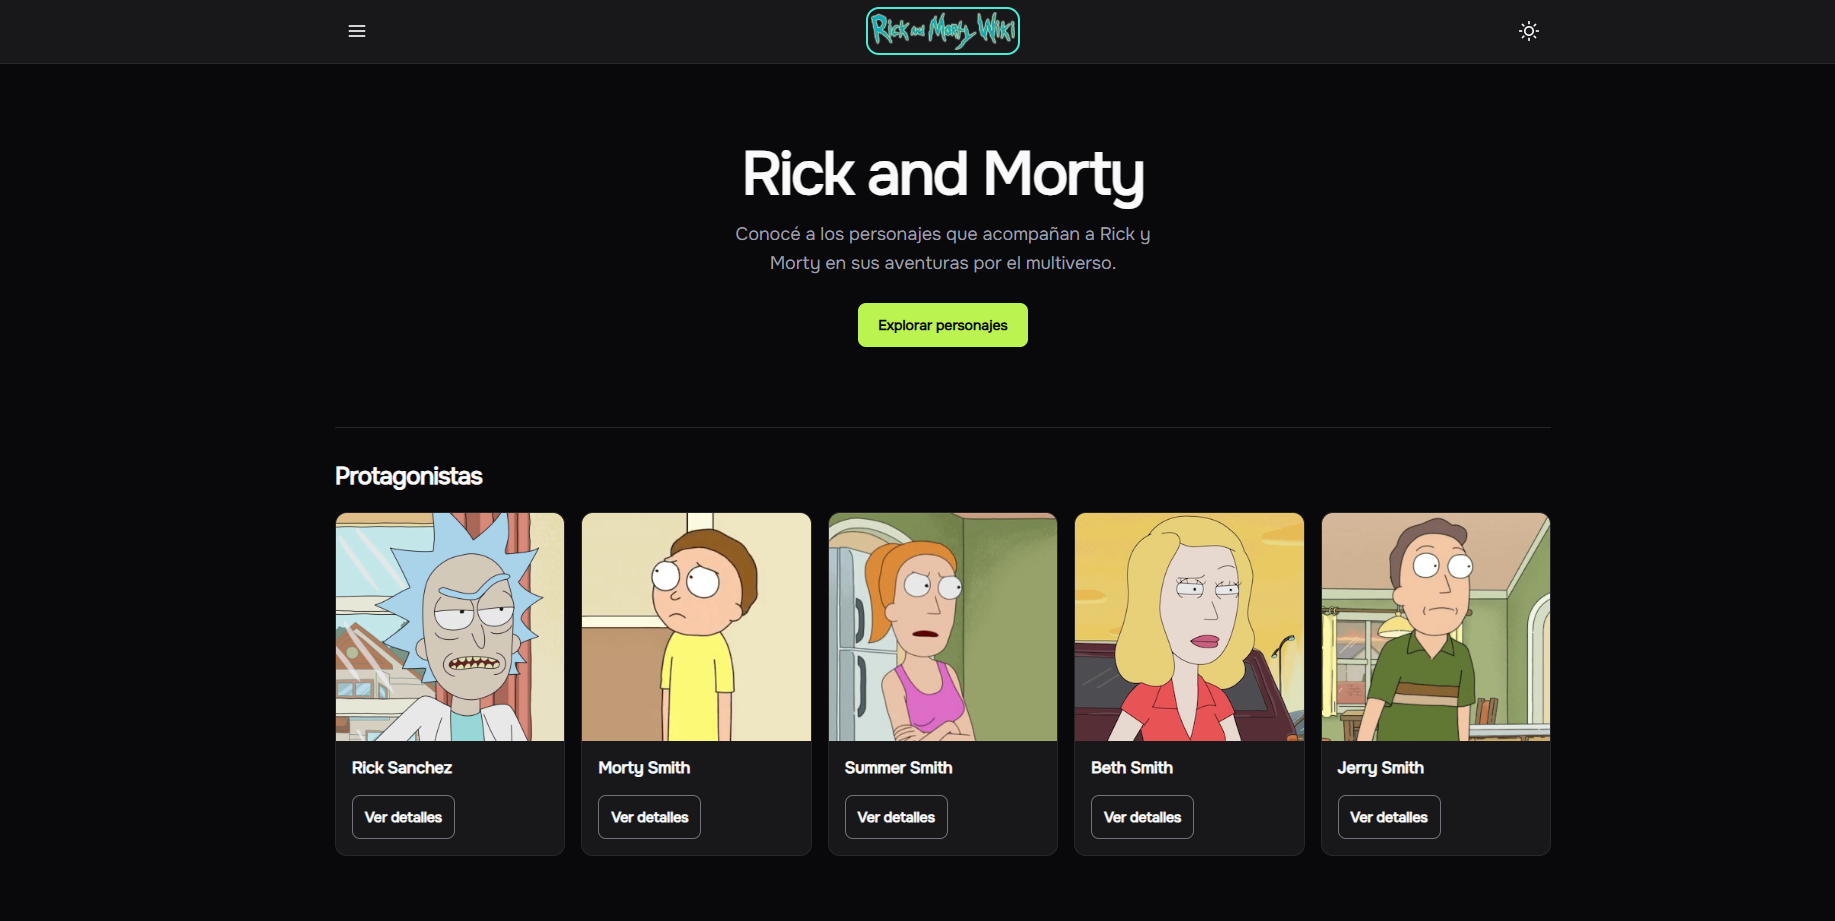 Rick and Morty Wiki
Rick and Morty
Conocé a los personajes que acompañan a Rick y
Morty en sus aventuras por el multiverso.
Explorar personajes
Protagonistas
Rick Sanchez
Morty Smith
Summer Smith
Beth Smith
Jerry Smith
Ver detalles
Ver detalles
Ver detalles
Ver detalles
Ver detalles